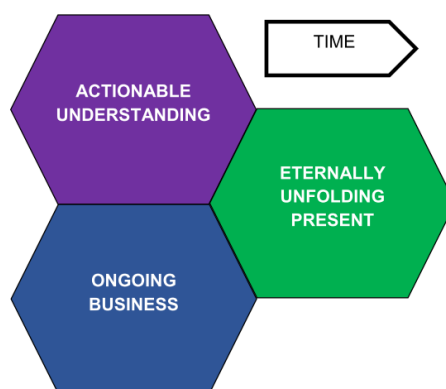 TIME
ACTIONABLE
UNDERSTANDING
ETERNALLY
UNFOLDING
PRESENT
ONGOING
BUSINESS